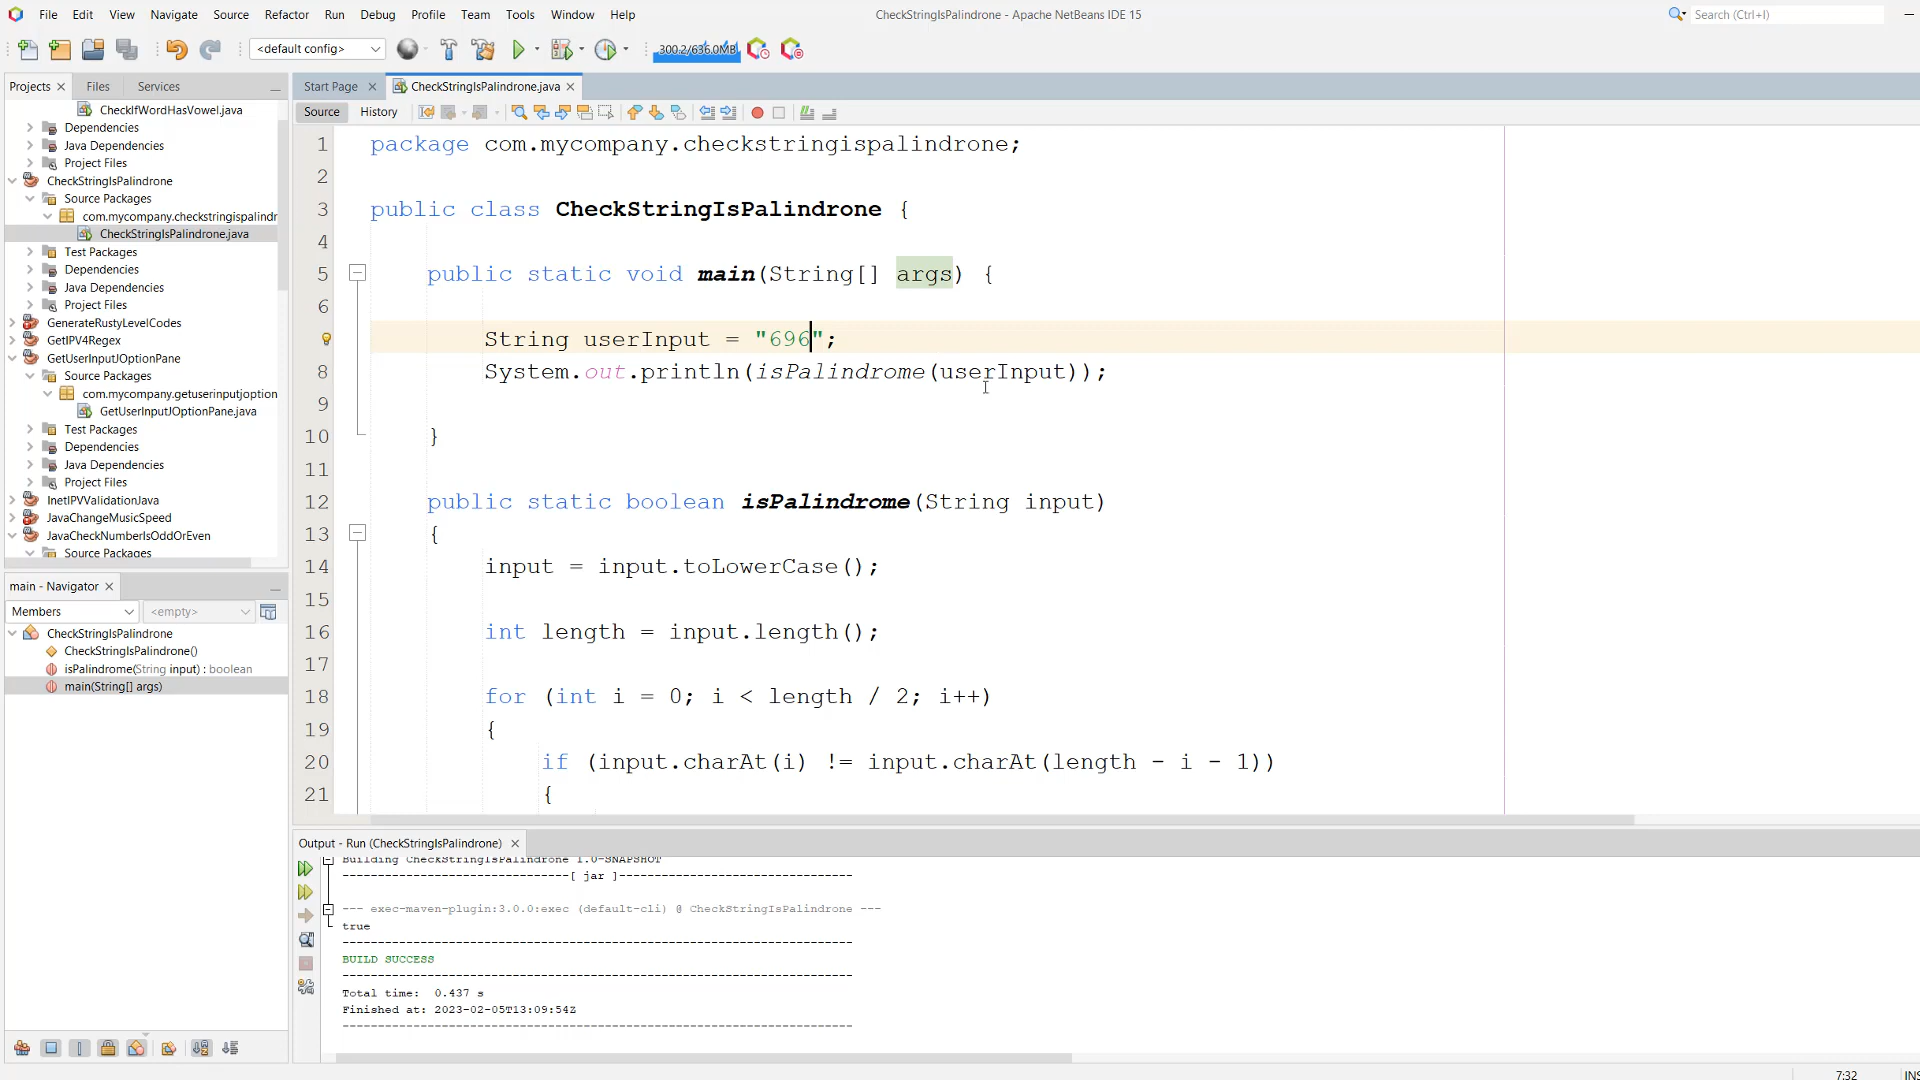 File Edit View Navigate Source Refactor Run Debug Profile Team Tools Window Help
CheckStringIsPalindrone - Apache NetBeans IDE 15
Search (Ctrl+I)
<default config>
300.2/636.0MB
Projects Files Services
CheckIfWordHasVowel.java
Dependencies
Java Dependencies
Project Files
CheckStringIsPalindrone
Source Packages
com.mycompany.checkstringispalindr
CheckStringIsPalindrone.java
Test Packages
Dependencies
Java Dependencies
Project Files
GenerateRustyLevelCodes
GetIPV4Regex
GetUserInputJOptionPane
Source Packages
com.mycompany.getuserinputjoption
GetUserInputJOptionPane.java
Test Packages
Dependencies
Java Dependencies
Project Files
InetIPVValidationJava
JavaChangeMusicSpeed
JavaCheckNumberIsOddOrEven
Source Packages
main - Navigator
Members <empty>
CheckStringIsPalindrone
CheckStringIsPalindrone()
isPalindrome(String input) : boolean
main(String[] args)
Start Page CheckStringIsPalindrone.java
Source History
1 package com.mycompany.checkstringispalindrone;
2
3 public class CheckStringIsPalindrone {
4
5 public static void main(String[] args) {
6
String userInput = "696";
8 System.out.println(isPalindrome(userInput));
9
10 }
11
12 public static boolean isPalindrome(String input)
13 {
14 input = input.toLowerCase();
15
16 int length = input.length();
17
18 for (int i = 0; i < length / 2; i++)
19 {
20 if (input.charAt(i) != input.charAt(length - i - 1))
21 {
Output - Run (CheckStringIsPalindrone)
Building CheckStringIsPalindrone 1.0-SNAPSHOT
--------------------------------[ jar ]---------------------------------
--- exec-maven-plugin:3.0.0:exec (default-cli) @ CheckStringIsPalindrone ---
true
------------------------------------------------------------------------
BUILD SUCCESS
------------------------------------------------------------------------
Total time: 0.437 s
Finished at: 2023-02-05T13:09:54Z
------------------------------------------------------------------------
7:32 INS